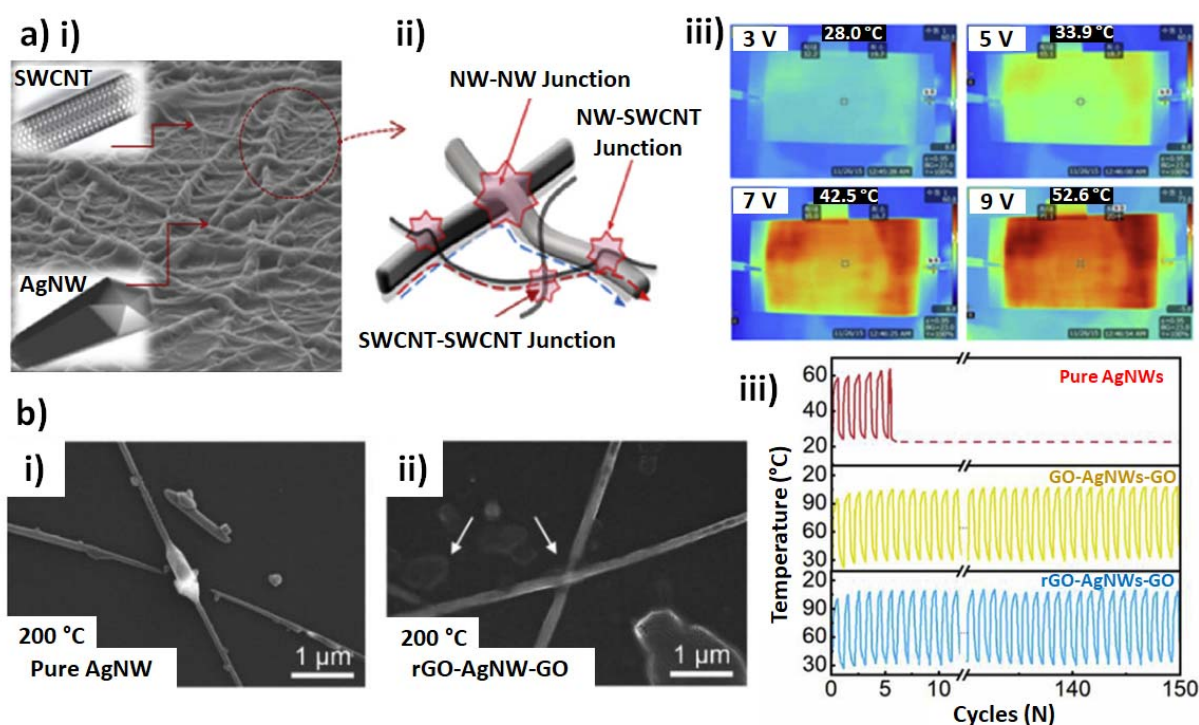 a) i)
SWCNT
AgNW
ii)
NW-NW Junction
NW-SWCNT
Junction
SWCNT-SWCNT Junction
iii)
3 V
28.0 °C
5 V
33.9 °C
7 V
42.5 °C
9 V
52.6 °C
b)
i)
200 °C
Pure AgNW
1 μm
ii)
200 °C
rGO-AgNW-GO
1 μm
iii)
Temperature (°C)
60
40
20
Pure AgNWs
20
90
60
30
GO-AgNWs-GO
20
90
60
30
rGO-AgNWs-GO
0 5 10 140 150
Cycles (N)